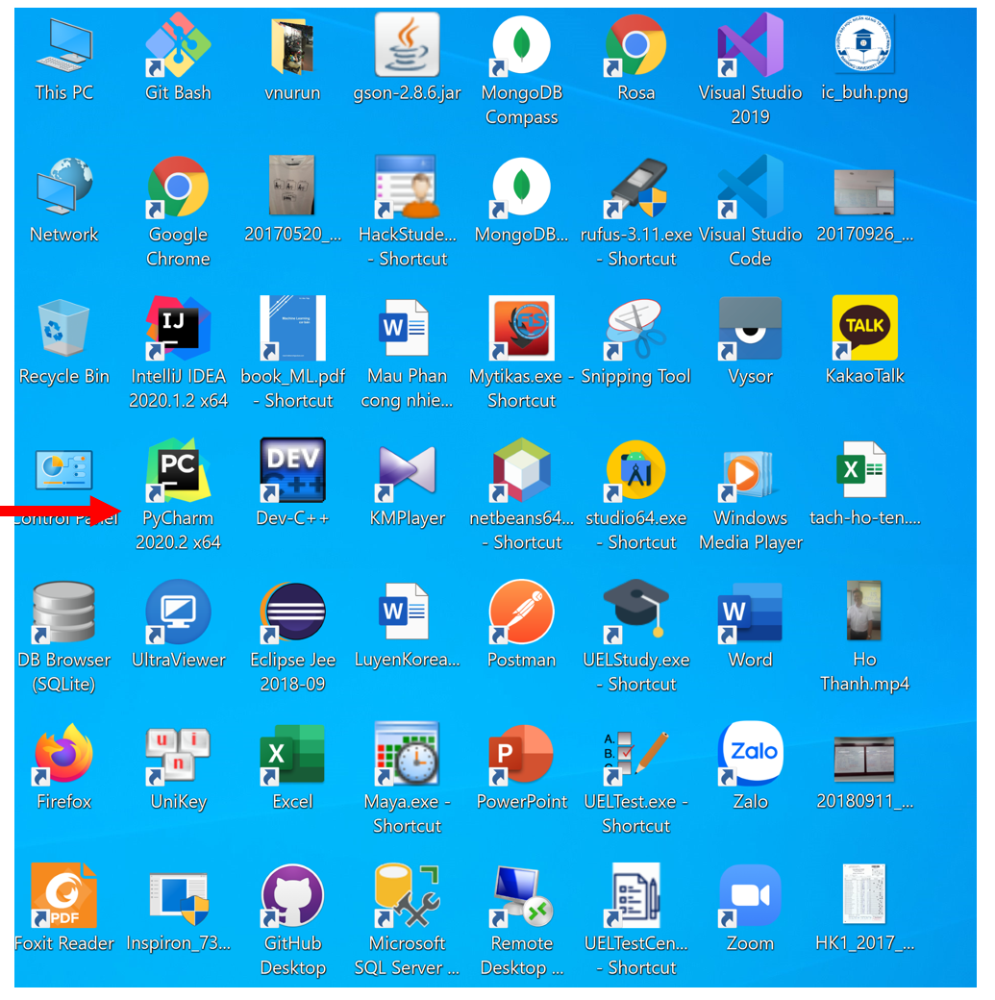 This PC
Git Bash
vnurun
gson-2.8.6.jar
MongoDB
Compass
Rosa
Visual Studio
2019
ic_buh.png
Network
Google
Chrome
20170520_...
HackStude...
- Shortcut
MongoDB...
rufus-3.11.exe
- Shortcut
Visual Studio
Code
20170926_...
IJ
Machine Learning
TALK
Recycle Bin
IntelliJ IDEA
2020.1.2 x64
book_ML.pdf
- Shortcut
W
Mau Phan
cong nhie...
Mytikas.exe -
Shortcut
Snipping Tool
Vysor
KakaoTalk
PC
DEV
C++
X
Control Panel
PyCharm
2020.2 x64
Dev-C++
KMPlayer
netbeans64...
- Shortcut
studio64.exe
- Shortcut
Windows
Media Player
tach-ho-ten....
W
W
DB Browser
(SQLite)
UltraViewer
Eclipse Jee
2018-09
LuyenKorea...
Postman
UELStudy.exe
- Shortcut
Word
Ho
Thanh.mp4
u i
n
X
P
A.
B.
C.
Zalo
Firefox
UniKey
Excel
Maya.exe -
Shortcut
PowerPoint
UELTest.exe -
Shortcut
Zalo
20180911_...
PDF
Foxit Reader
Inspiron_73...
GitHub
Desktop
Microsoft
SQL Server ...
Remote
Desktop ...
UELTestCen...
- Shortcut
Zoom
HK1_2017_...